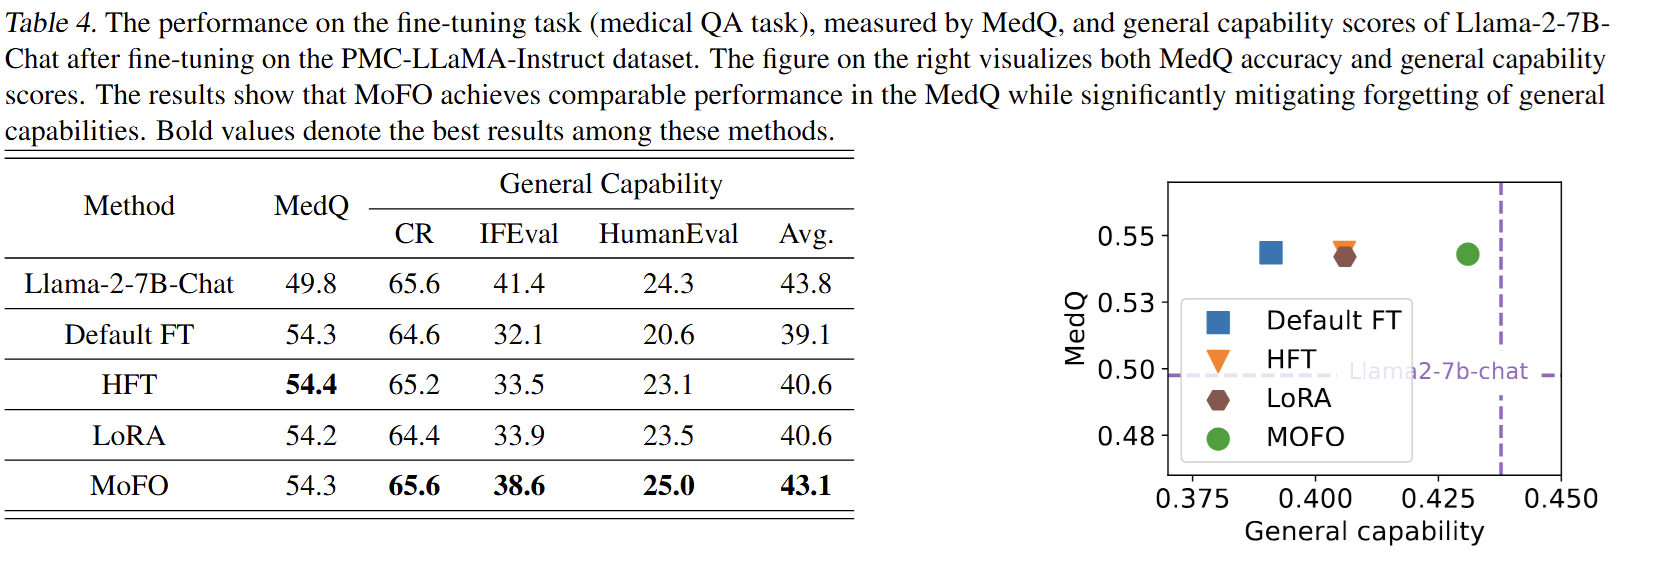 Table 4. The performance on the fine-tuning task (medical QA task), measured by MedQ, and general capability scores of Llama-2-7B-
Chat after fine-tuning on the PMC-LLaMA-Instruct dataset. The figure on the right visualizes both MedQ accuracy and general capability
scores. The results show that MoFO achieves comparable performance in the MedQ while significantly mitigating forgetting of general
capabilities. Bold values denote the best results among these methods.
Method MedQ General Capability
CR IFEval HumanEval Avg.
Llama-2-7B-Chat 49.8 65.6 41.4 24.3 43.8
Default FT 54.3 64.6 32.1 20.6 39.1
HFT 54.4 65.2 33.5 23.1 40.6
LoRA 54.2 64.4 33.9 23.5 40.6
MoFO 54.3 65.6 38.6 25.0 43.1
MedQ
0.55
0.53
0.50
0.48
Default FT
HFT
LoRA
MOFO
Llama2-7b-chat
0.375 0.400 0.425 0.450
General capability